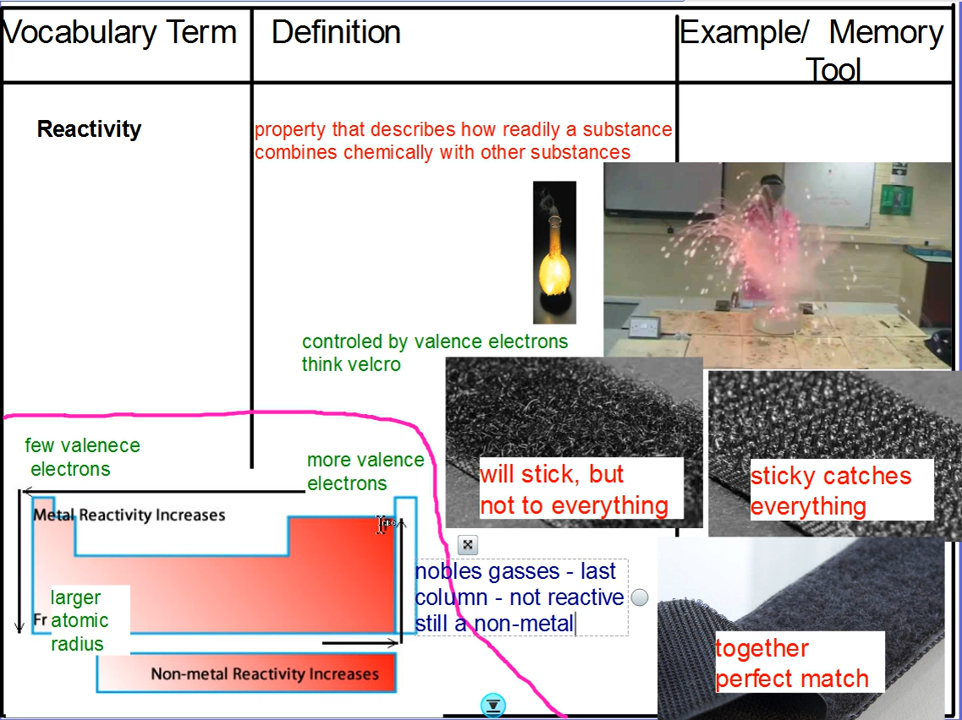 Vocabulary Term
Definition
Example/ Memory
Tool
Reactivity
property that describes how readily a substance
combines chemically with other substances
controled by valence electrons
think velcro
will stick, but
not to everything
sticky catches
everything
together
perfect match
few valenece
electrons
more valence
electrons
Metal Reactivity Increases
Fr
larger
atomic
radius
nobles gasses - last
column - not reactive
still a non-metal
Non-metal Reactivity Increases